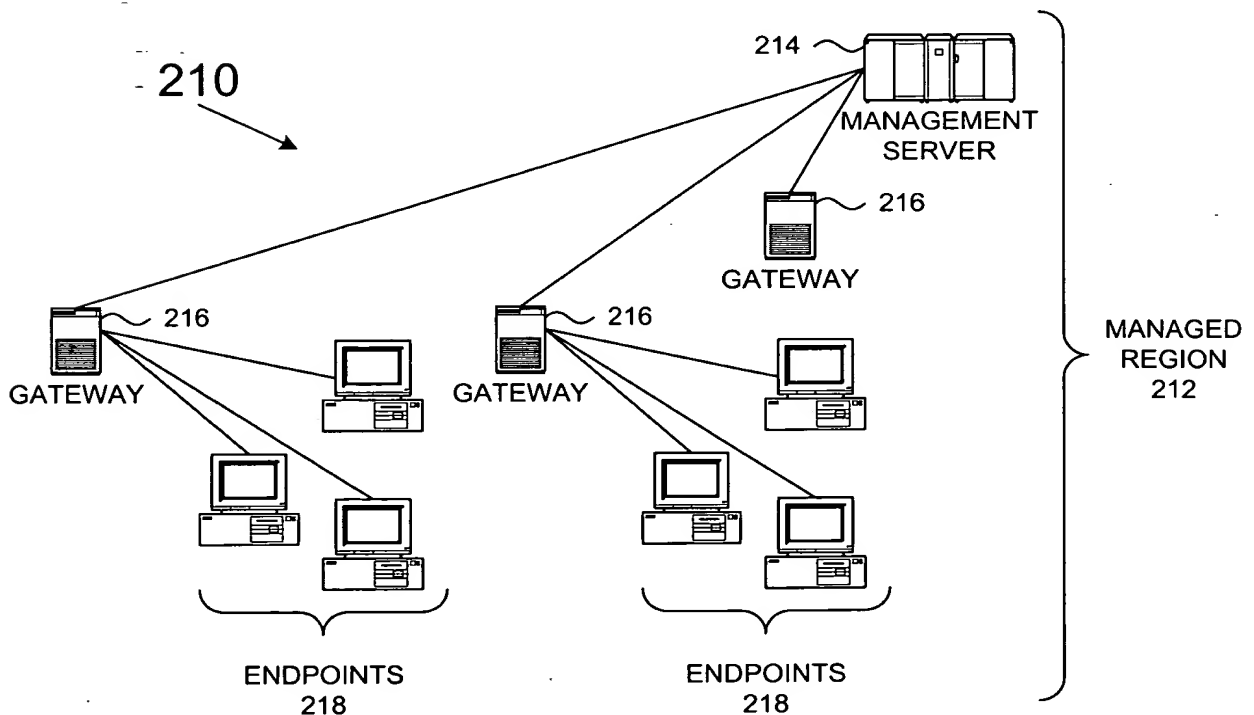 214
210
MANAGEMENT
SERVER
216
GATEWAY
216
GATEWAY
216
GATEWAY
MANAGED
REGION
212
ENDPOINTS
218
ENDPOINTS
218